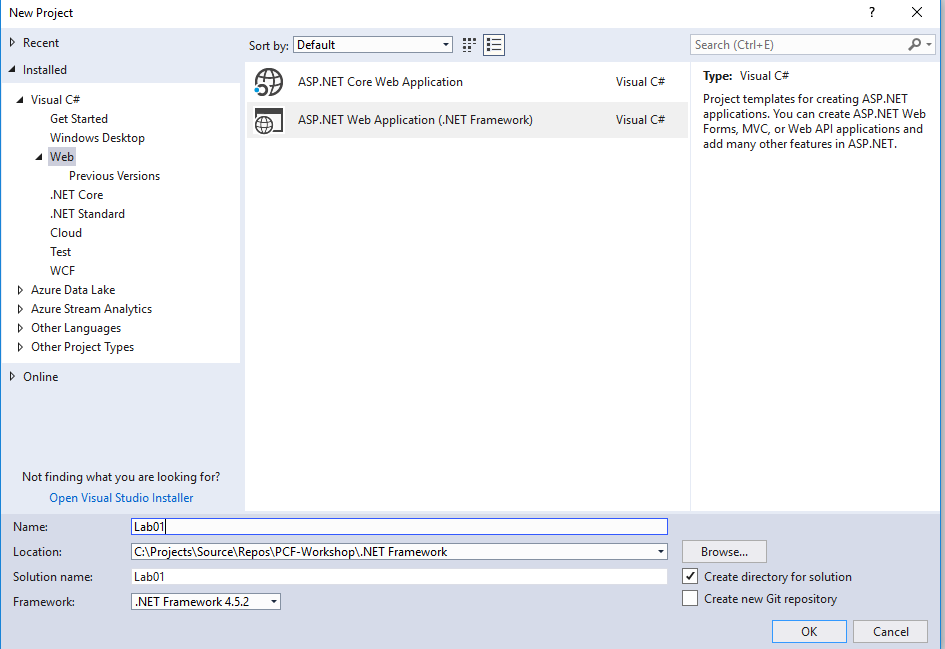 New Project
?
Recent
Installed
Visual C#
Get Started
Windows Desktop
Web
Previous Versions
.NET Core
.NET Standard
Cloud
Test
WCF
Azure Data Lake
Azure Stream Analytics
Other Languages
Other Project Types
Online
Not finding what you are looking for?
Open Visual Studio Installer
Sort by: Default
ASP.NET Core Web Application Visual C#
ASP.NET Web Application (.NET Framework) Visual C#
Search (Ctrl+E)
Type: Visual C#
Project templates for creating ASP.NET
applications. You can create ASP.NET Web
Forms, MVC, or Web API applications and
add many other features in ASP.NET.
Name: Lab01
Location: C:\Projects\Source\Repos\PCF-Workshop\.NET Framework Browse...
Solution name: Lab01 Create directory for solution
Framework: .NET Framework 4.5.2 Create new Git repository
OK Cancel